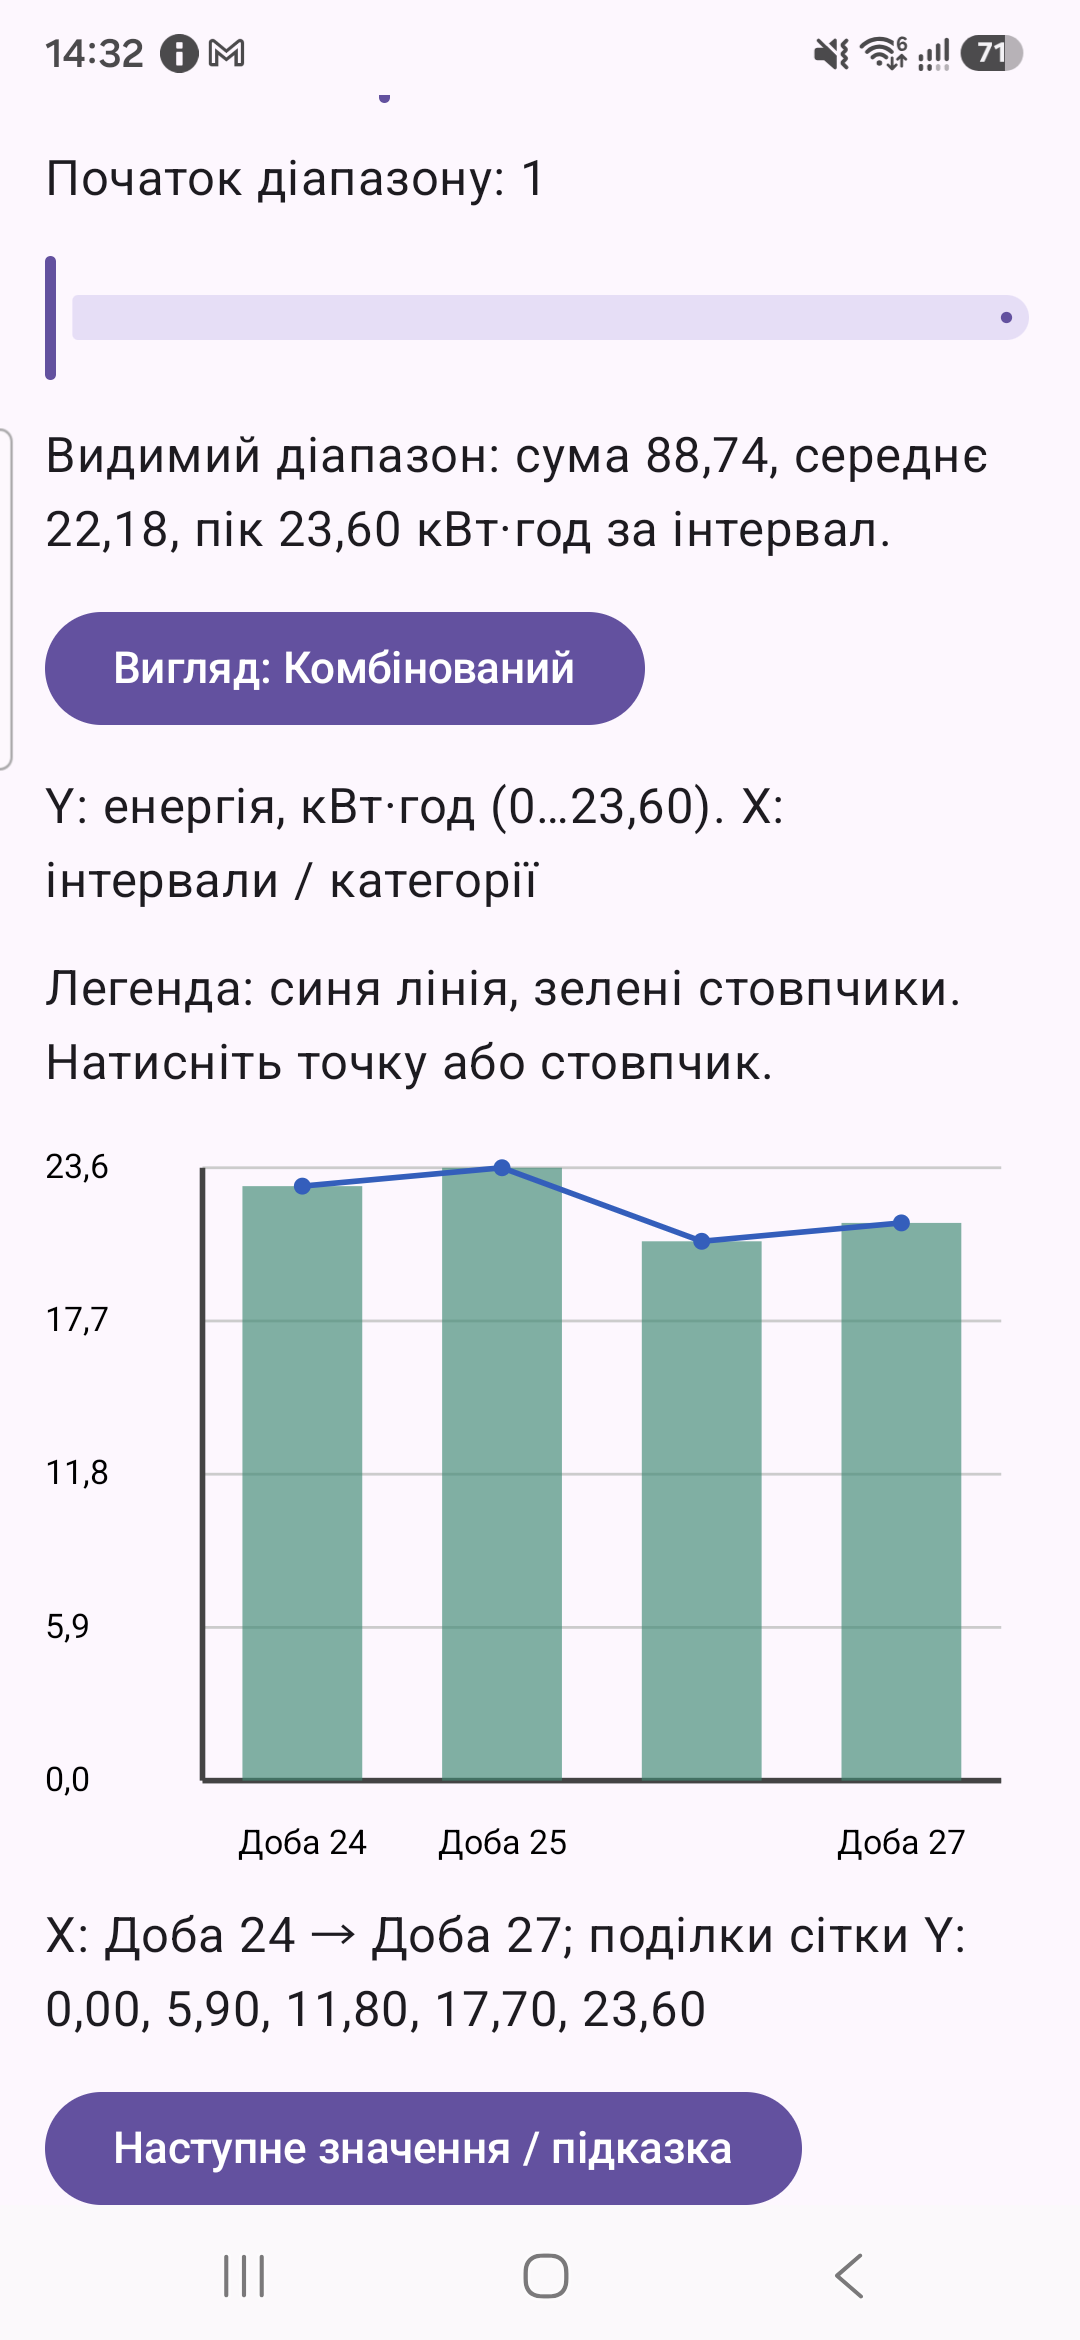 14:32
6
71
Початок діапазону: 1
Видимий діапазон: сума 88,74, середнє
22,18, пік 23,60 кВт·год за інтервал.
Вигляд: Комбінований
Y: енергія, кВт·год (0…23,60). X:
інтервали / категорії
Легенда: синя лінія, зелені стовпчики.
Натисніть точку або стовпчик.
23,6
17,7
11,8
5,9
0,0
Доба 24 Доба 25 Доба 27
X: Доба 24 → Доба 27; поділки сітки Y:
0,00, 5,90, 11,80, 17,70, 23,60
Наступне значення / підказка